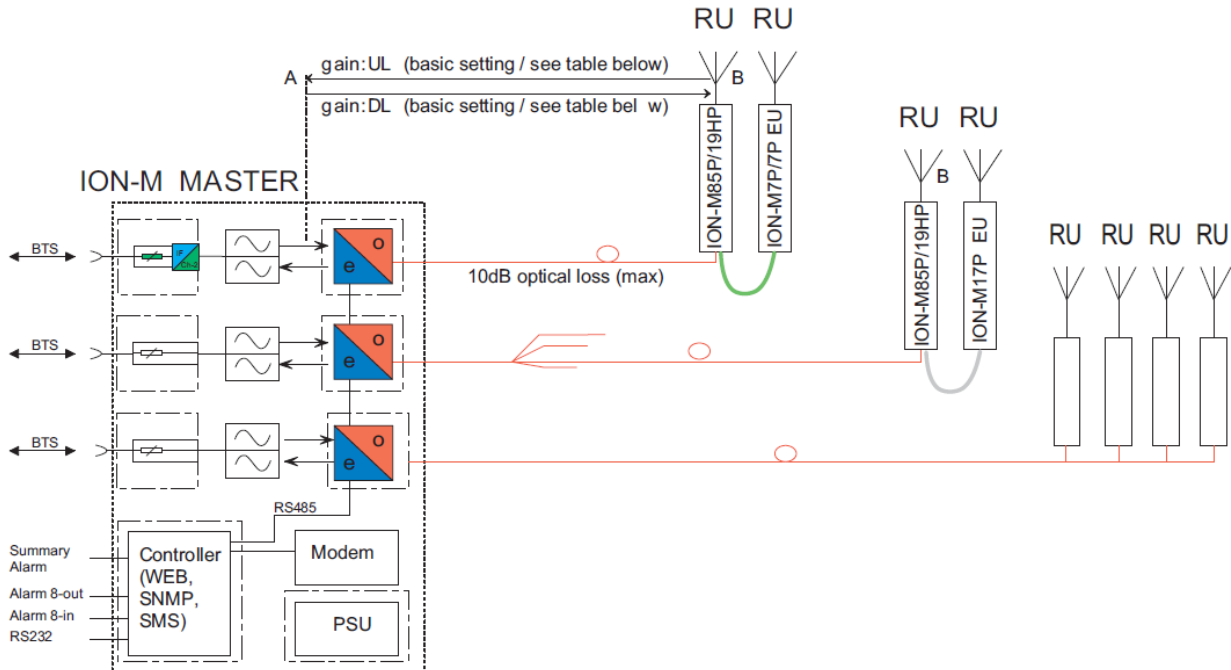 RU RU
gain:UL (basic setting / see table below)
A
B
gain:DL (basic setting / see table bel w)
ION-M85P/19HP
ION-M7P/7P EU
RU RU
B
ION-M85P/19HP
ION-M17P EU
RU RU RU RU
ION-M MASTER
BTS
o
e
10dB optical loss (max)
BTS
o
e
BTS
o
e
RS485
Summary
Alarm
Alarm 8-out
Alarm 8-in
RS232
Controller
(WEB,
SNMP,
SMS)
Modem
PSU